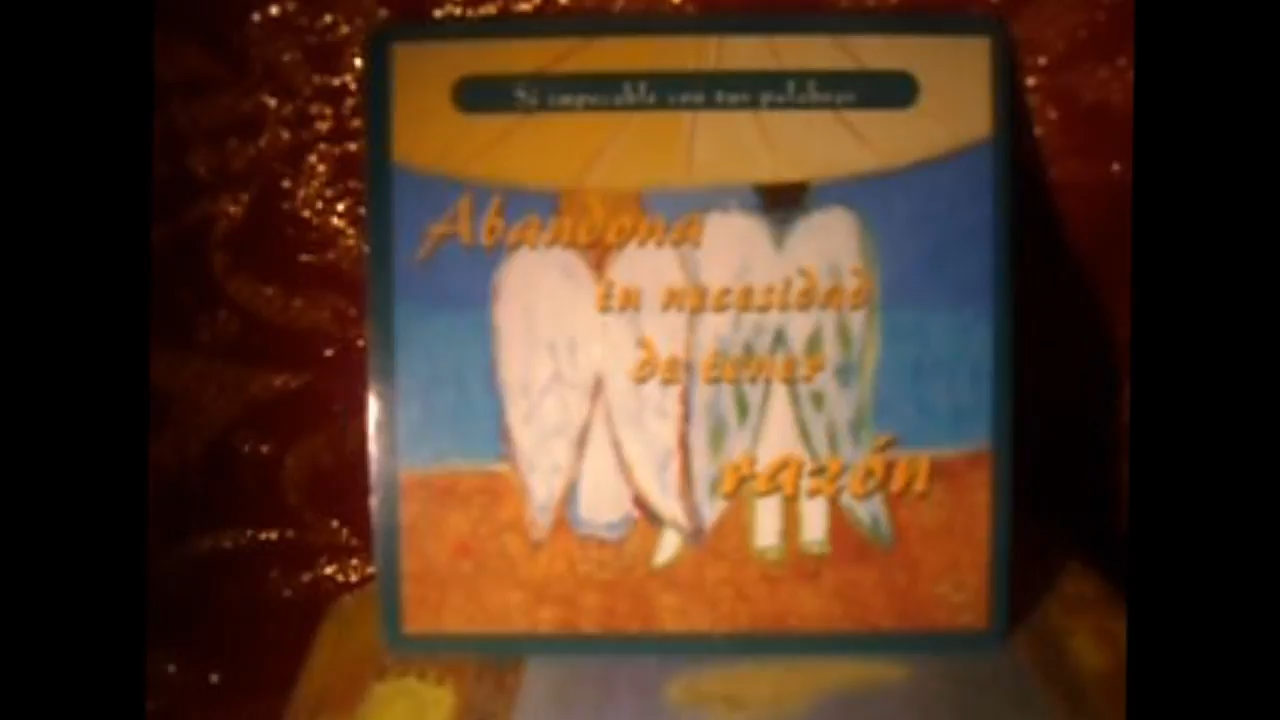 Sé impecable con tus palabras
Abandona
tu necesidad
de tener
razón